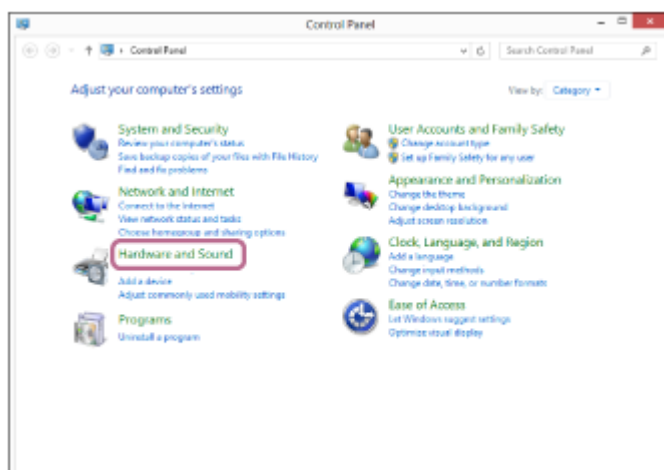 Control Panel
Control Panel
Search Control Panel
Adjust your computer's settings
View by: Category
System and Security
Review your computer's status
Save backup copies of your files with File History
Find and fix problems
Network and Internet
Connect to the Internet
View network status and tasks
Choose homegroup and sharing options
Hardware and Sound
Add a device
Adjust commonly used mobility settings
Programs
Uninstall a program
User Accounts and Family Safety
Change account type
Set up Family Safety for any user
Appearance and Personalization
Change the theme
Change desktop background
Adjust screen resolution
Clock, Language, and Region
Add a language
Change input methods
Change date, time, or number formats
Ease of Access
Let Windows suggest settings
Optimize visual display